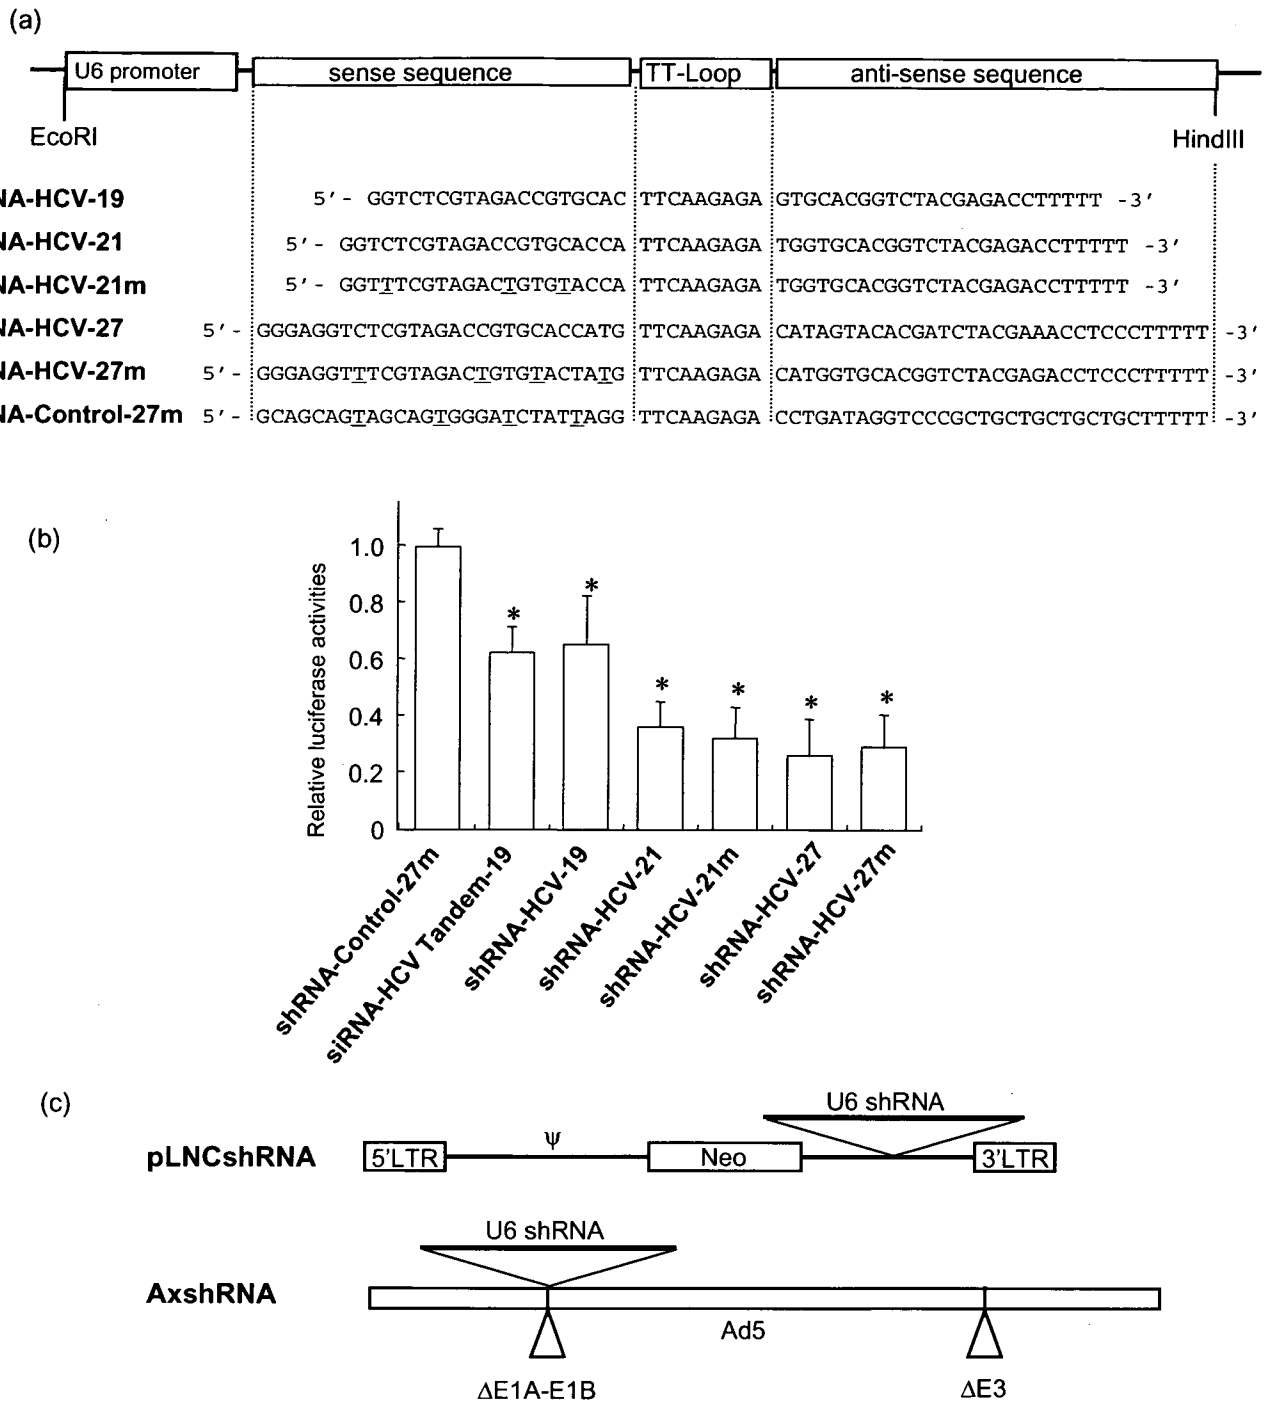 (a)
U6 promoter sense sequence TT-Loop anti-sense sequence
EcoRI HindIII
NA-HCV-19 5′- GGTCTCGTAGACCGTGCAC TTCAAGAGA GTGCACGGTCTACGAGACCTTTTT -3′
NA-HCV-21 5′- GGTCTCGTAGACCGTGCACCA TTCAAGAGA TGGTGCACGGTCTACGAGACCTTTTT -3′
NA-HCV-21m 5′- GGTTTCGTAGACTGTGTACCA TTCAAGAGA TGGTGCACGGTCTACGAGACCTTTTT -3′
NA-HCV-27 5′- GGGAGGTCTCGTAGACCGTGCACCATG TTCAAGAGA CATAGTACACGATCTACGAAACCTCCCTTTTT -3′
NA-HCV-27m 5′- GGGAGGTTTCGTAGACTGTGTACTATG TTCAAGAGA CATGGTGCACGGTCTACGAGACCTCCCTTTTT -3′
NA-Control-27m 5′- GCAGCAGTAGCAGTGGGATCTATTAGG TTCAAGAGA CCTGATAGGTCCCGCTGCTGCTGCTGCTTTTT -3′
(b)
Relative luciferase activities
1.0
0.8
0.6
0.4
0.2
0
* * * * * *
shRNA-Control-27m
siRNA-HCV Tandem-19
shRNA-HCV-19
shRNA-HCV-21
shRNA-HCV-21m
shRNA-HCV-27
shRNA-HCV-27m
(c)
U6 shRNA
pLNCshRNA 5'LTR ψ Neo 3'LTR
U6 shRNA
AxshRNA
Ad5
ΔE1A-E1B ΔE3